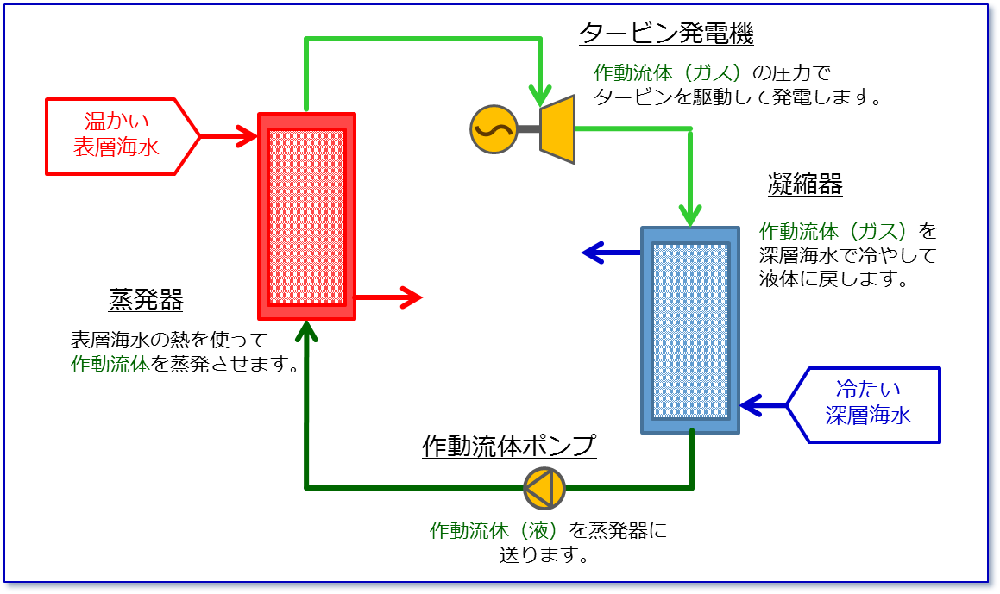 タービン発電機
作動流体（ガス）の圧力で
タービンを駆動して発電します。
温かい
表層海水
凝縮器
作動流体（ガス）を
深層海水で冷やして
液体に戻します。
蒸発器
表層海水の熱を使って
作動流体を蒸発させます。
冷たい
深層海水
作動流体ポンプ
作動流体（液）を蒸発器に
送ります。